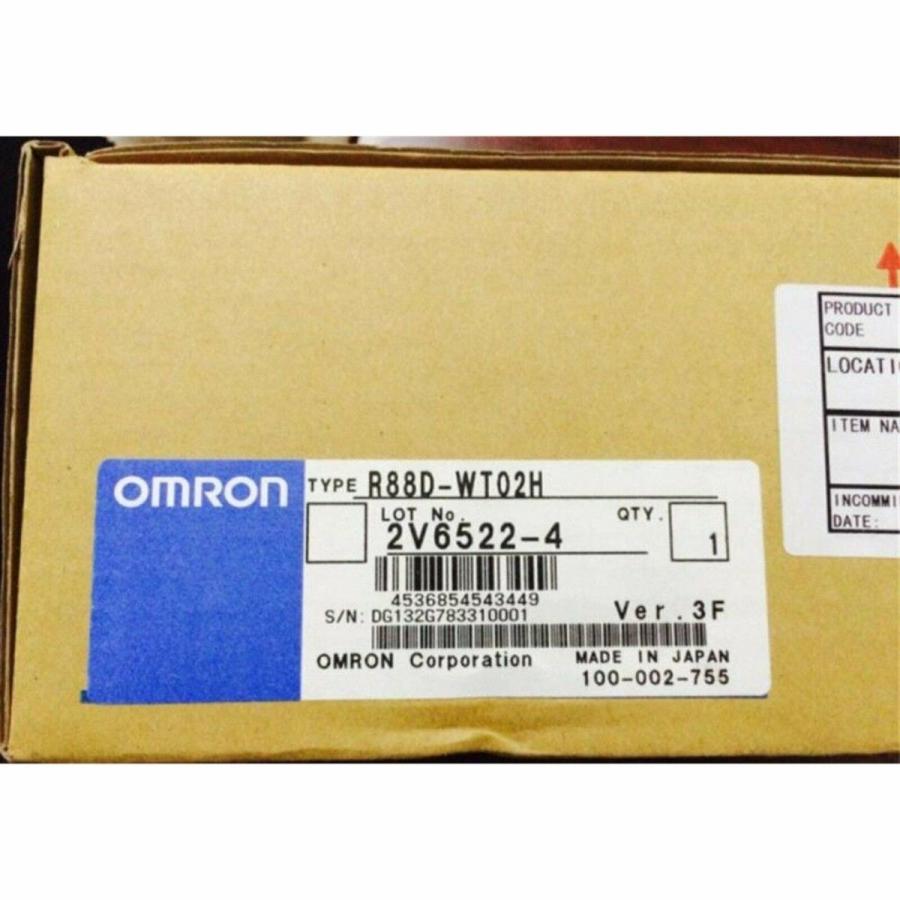 OMRON
TYPE R88D-WT02H
LOT No.
2V6522-4
QTY.
1
4536854543449
S/N: DG132G783310001
Ver.3F
OMRON Corporation
MADE IN JAPAN
100-002-755
PRODUCT
CODE
LOCATI
ITEM NA
INCOMMI
DATE: